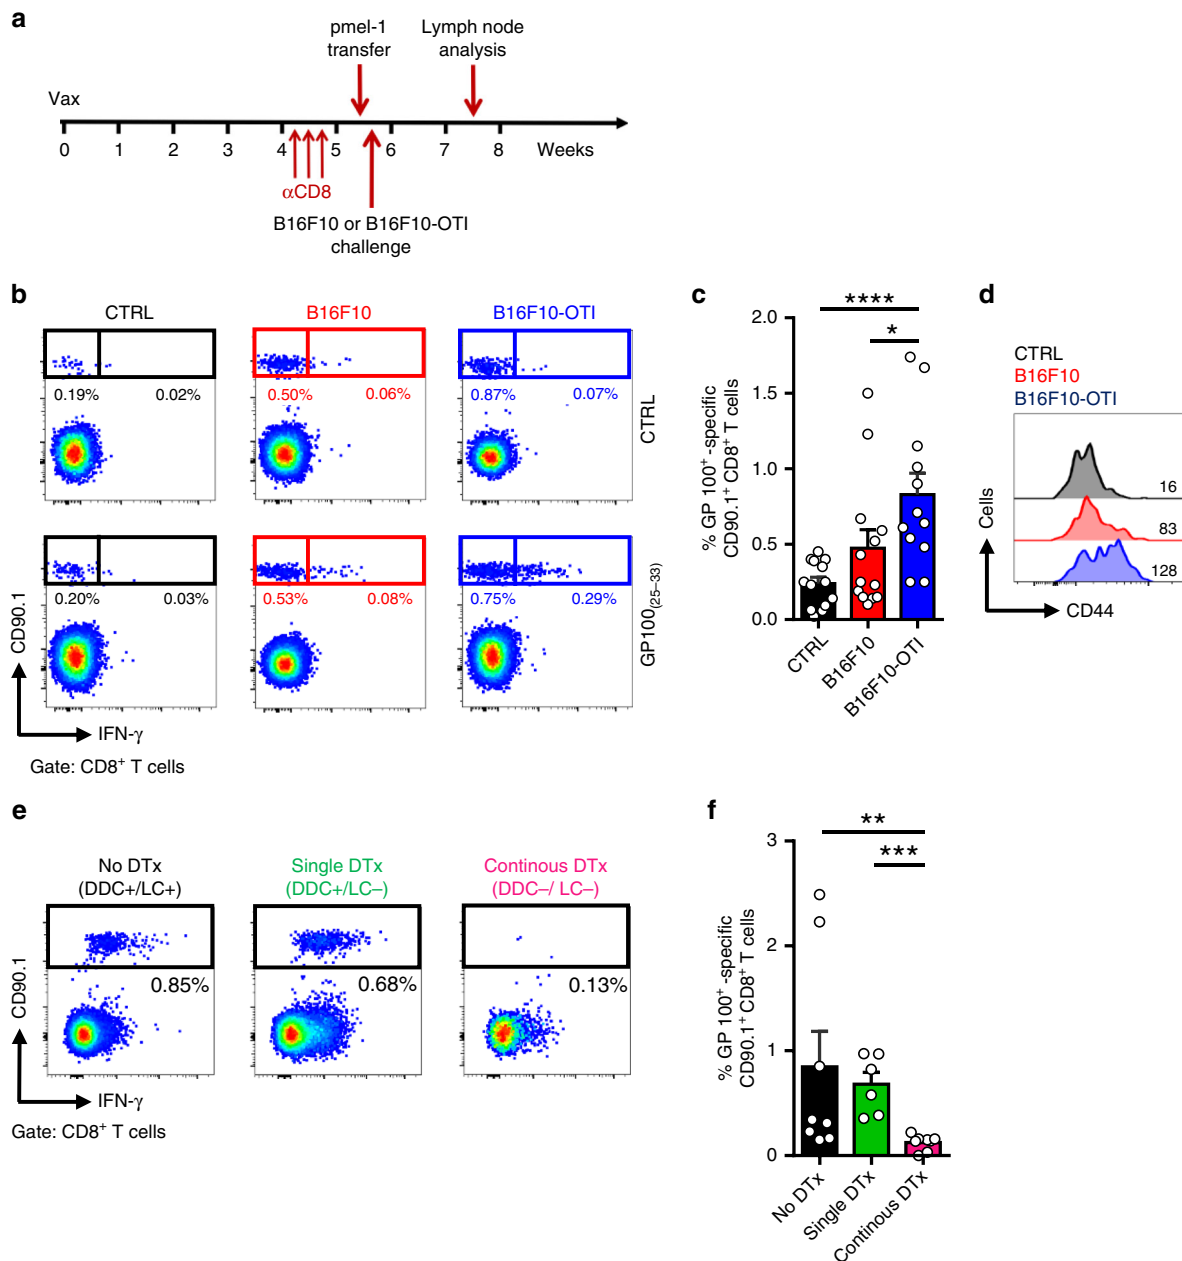 a
pmel-1
transfer
Lymph node
analysis
Vax
0 1 2 3 4 5 6 7 8 Weeks
αCD8
B16F10 or B16F10-OTI
challenge
b
CTRL B16F10 B16F10-OTI
0.19% 0.02% 0.50% 0.06% 0.87% 0.07%
CTRL
0.20% 0.03% 0.53% 0.08% 0.75% 0.29%
GP100(25–33)
CD90.1
IFN-γ
Gate: CD8+ T cells
c
% GP 100+ -specific
CD90.1+ CD8+ T cells
2.0
1.5
1.0
0.5
0.0
****
*
CTRL
B16F10
B16F10-OTI
d
CTRL
B16F10
B16F10-OTI
16
83
128
Cells
CD44
e
No DTx
(DDC+/LC+)
Single DTx
(DDC+/LC–)
Continous DTx
(DDC–/ LC–)
0.85% 0.68% 0.13%
CD90.1
IFN-γ
Gate: CD8+ T cells
f
% GP 100+ -specific
CD90.1+ CD8+ T cells
3
2
1
0
**
***
No DTx
Single DTx
Continous DTx